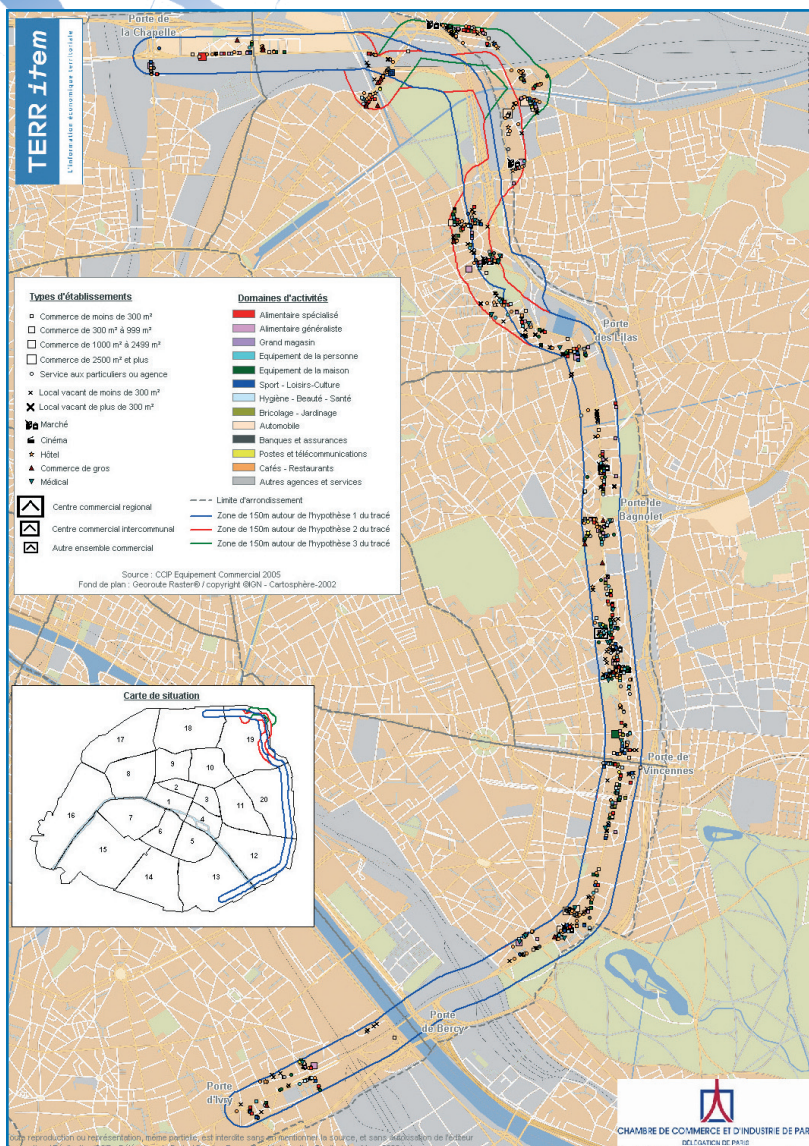 Porte de
la Chapelle
TERR item
L'information économique territoriale
Porte
des Lilas
Porte de
Bagnolet
Porte de
Vincennes
Porte
de Bercy
Porte
d'Ivry
Types d'établissements
Commerce de moins de 300 m²
Commerce de 300 m² à 999 m²
Commerce de 1000 m² à 2499 m²
Commerce de 2500 m² et plus
Service aux particuliers ou agence
Local vacant de moins de 300 m²
Local vacant de plus de 300 m²
Marché
Cinéma
Hôtel
Commerce de gros
Médical
Centre commercial regional
Centre commercial intercommunal
Autre ensemble commercial
Domaines d'activités
Alimentaire spécialisé
Alimentaire généraliste
Grand magasin
Equipement de la personne
Equipement de la maison
Sport - Loisirs-Culture
Hygiène - Beauté - Santé
Bricolage - Jardinage
Automobile
Banques et assurances
Postes et télécommunications
Cafés - Restaurants
Autres agences et services
Limite d'arrondissement
Zone de 150m autour de l'hypothèse 1 du tracé
Zone de 150m autour de l'hypothèse 2 du tracé
Zone de 150m autour de l'hypothèse 3 du tracé
Source : CCIP Equipement Commercial 2005
Fond de plan : Georoute Raster® / copyright ©IGN - Cartosphère-2002
Carte de situation
17
18
19
8
9
10
2
1
3
11
20
16
7
4
6
5
15
14
13
12
reproduction ou représentation, même partielle, est interdite sans en mentionner la source, et sans autorisation de l'éditeur
CHAMBRE DE COMMERCE ET D'INDUSTRIE DE PAR
DÉLÉGATION DE PARIS